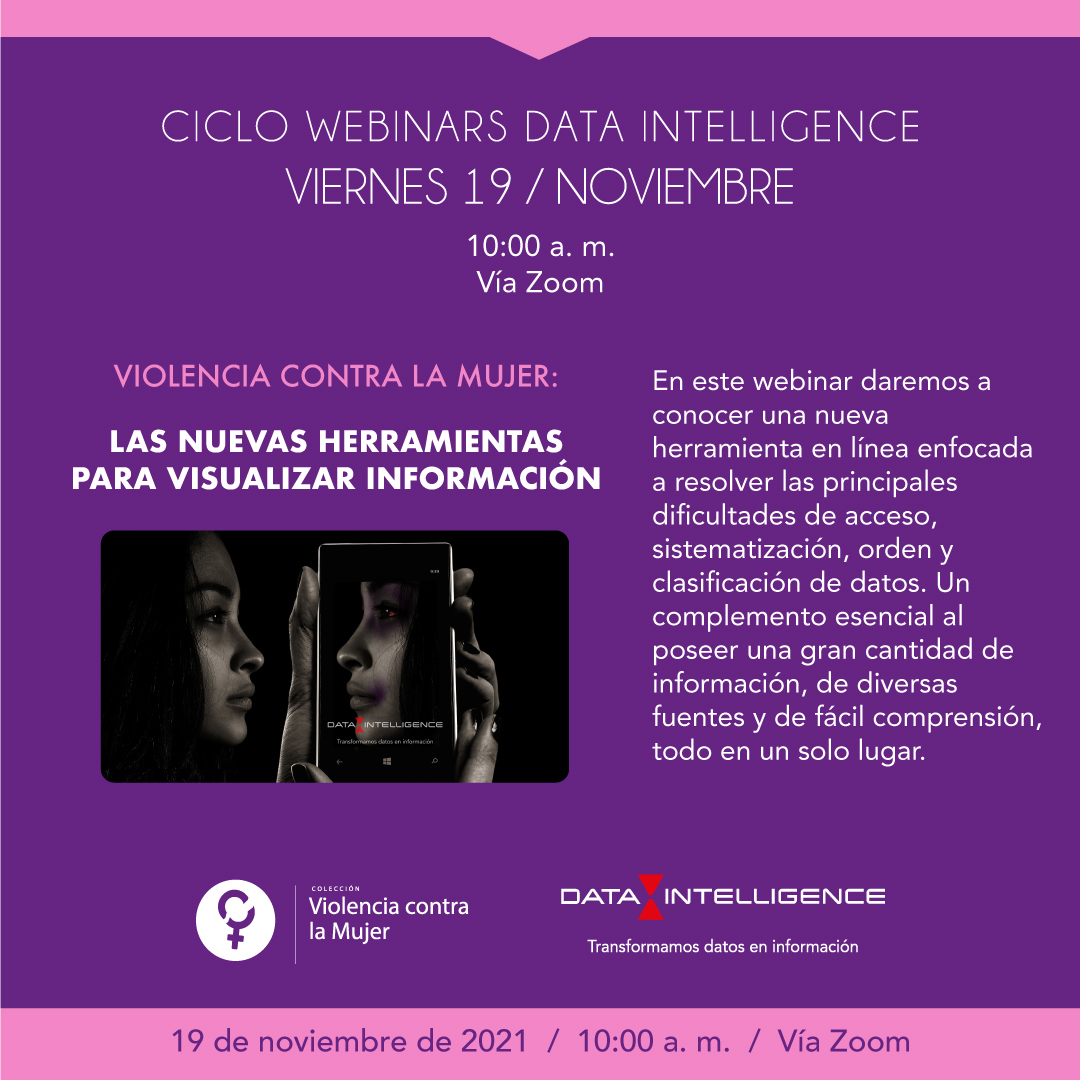 CICLO WEBINARS DATA INTELLIGENCE
VIERNES 19 / NOVIEMBRE
10:00 a. m.
Vía Zoom
VIOLENCIA CONTRA LA MUJER:
LAS NUEVAS HERRAMIENTAS
PARA VISUALIZAR INFORMACIÓN
DATA INTELLIGENCE
Transformamos datos en información
En este webinar daremos a
conocer una nueva
herramienta en línea enfocada
a resolver las principales
dificultades de acceso,
sistematización, orden y
clasificación de datos. Un
complemento esencial al
poseer una gran cantidad de
información, de diversas
fuentes y de fácil comprensión,
todo en un solo lugar.
COLECCIÓN
Violencia contra
la Mujer
DATA INTELLIGENCE
Transformamos datos en información
19 de noviembre de 2021 / 10:00 a. m. / Vía Zoom